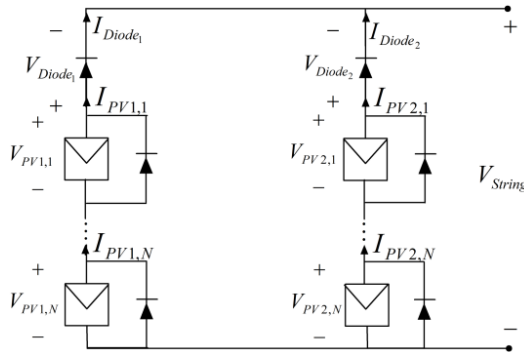 − I_{Diode_1} − I_{Diode_2} +
V_{Diode_1} V_{Diode_2}
+ I_{PV1,1} + I_{PV2,1}
+ +
V_{PV1,1} V_{PV2,1} V_{String}
− −
I_{PV1,N} I_{PV2,N}
+ +
V_{PV1,N} V_{PV2,N}
− − −